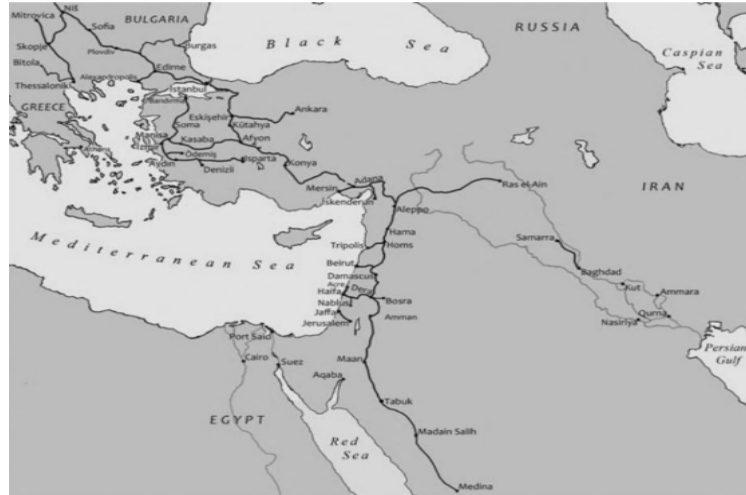 Mitrovica
Niš
BULGARIA
Sofia
Skopje
Plovdiv
Burgas
Black Sea
RUSSIA
Caspian
Sea
Bitola
Edirne
Thessaloniki
Alexandropolis
Istanbul
Bandirma
GREECE
Eskişehir
Ankara
Soma
Kütahya
Manisa
Kasaba
Afyon
Athens
Izmir
Ödemiş
Isparta
Aydin
Denizli
Konya
Adana
Mersin
Iskenderun
Ras el-Ain
IRAN
Aleppo
Hama
Samarra
Mediterranean Sea
Tripolis
Homs
Beirut
Baghdad
Damascus
Acre
Kut
Ammara
Haifa
Deraa
Nablus
Bosra
Jaffa
Amman
Qurna
Jerusalem
Nasiriya
Port Said
Persian
Gulf
Cairo
Suez
Maan
Aqaba
Tabuk
EGYPT
Madain Salih
Red
Sea
Medina